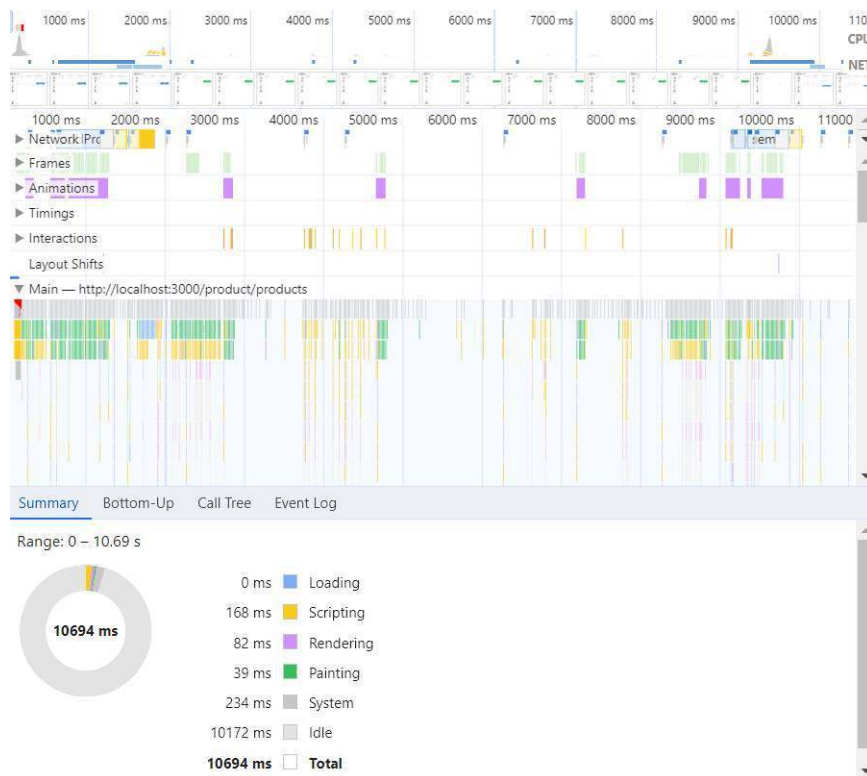 1000 ms 2000 ms 3000 ms 4000 ms 5000 ms 6000 ms 7000 ms 8000 ms 9000 ms 10000 ms 110
CPU
NET
1000 ms 2000 ms 3000 ms 4000 ms 5000 ms 6000 ms 7000 ms 8000 ms 9000 ms 10000 ms 11000
Network Pro
Frames
Animations
Timings
Interactions
Layout Shifts
Main — http://localhost:3000/product/products
Summary Bottom-Up Call Tree Event Log
Range: 0 – 10.69 s
10694 ms
0 ms Loading
168 ms Scripting
82 ms Rendering
39 ms Painting
234 ms System
10172 ms Idle
10694 ms Total